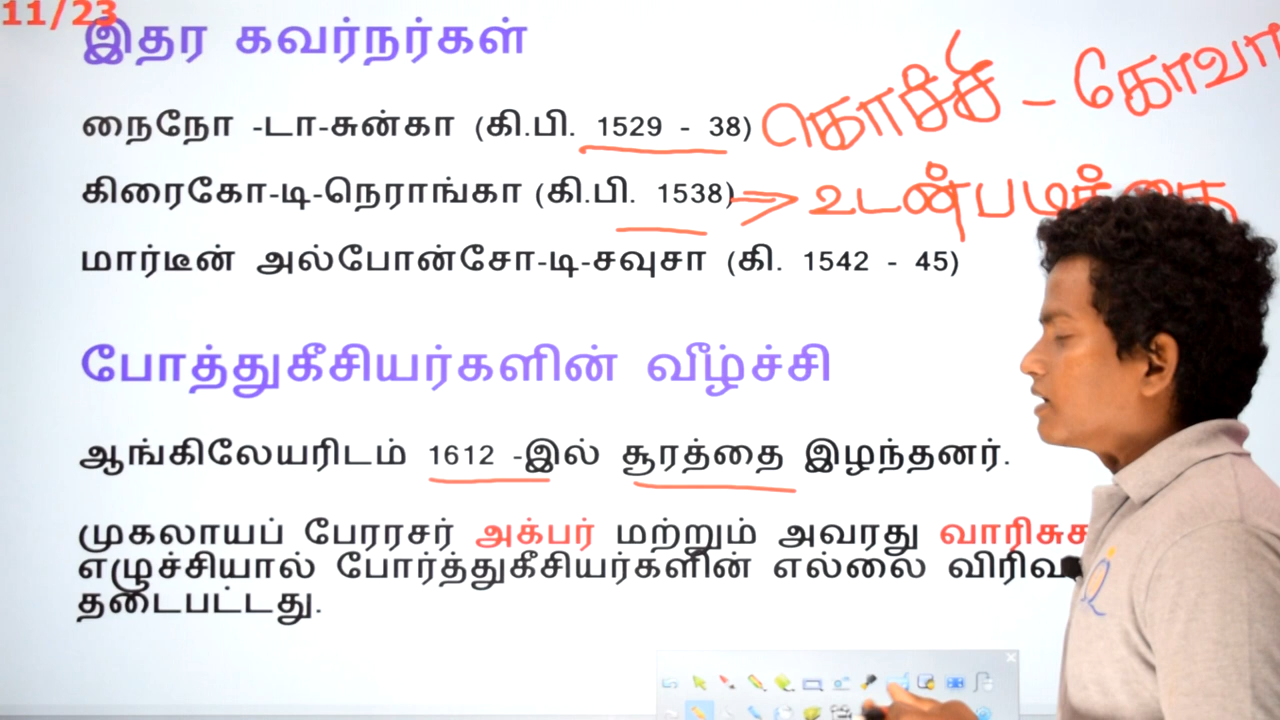 11/23
இதர கவர்நர்கள்
நைநோ -டா-சுன்கா (கி.பி. 1529 - 38) கொச்சி - கோவா
கிரைகோ-டி-நெராங்கா (கி.பி. 1538) உடன்படிக்கை
மார்டீன் அல்போன்சோ-டி-சவுசா (கி. 1542 - 45)
போத்துகீசியர்களின் வீழ்ச்சி
ஆங்கிலேயரிடம் 1612 -இல் சூரத்தை இழந்தனர்.
முகலாயப் பேரரசர் அக்பர் மற்றும் அவரது
எழுச்சியால் போர்த்துகீசியர்களின் எல்லை
தடைபட்டது.